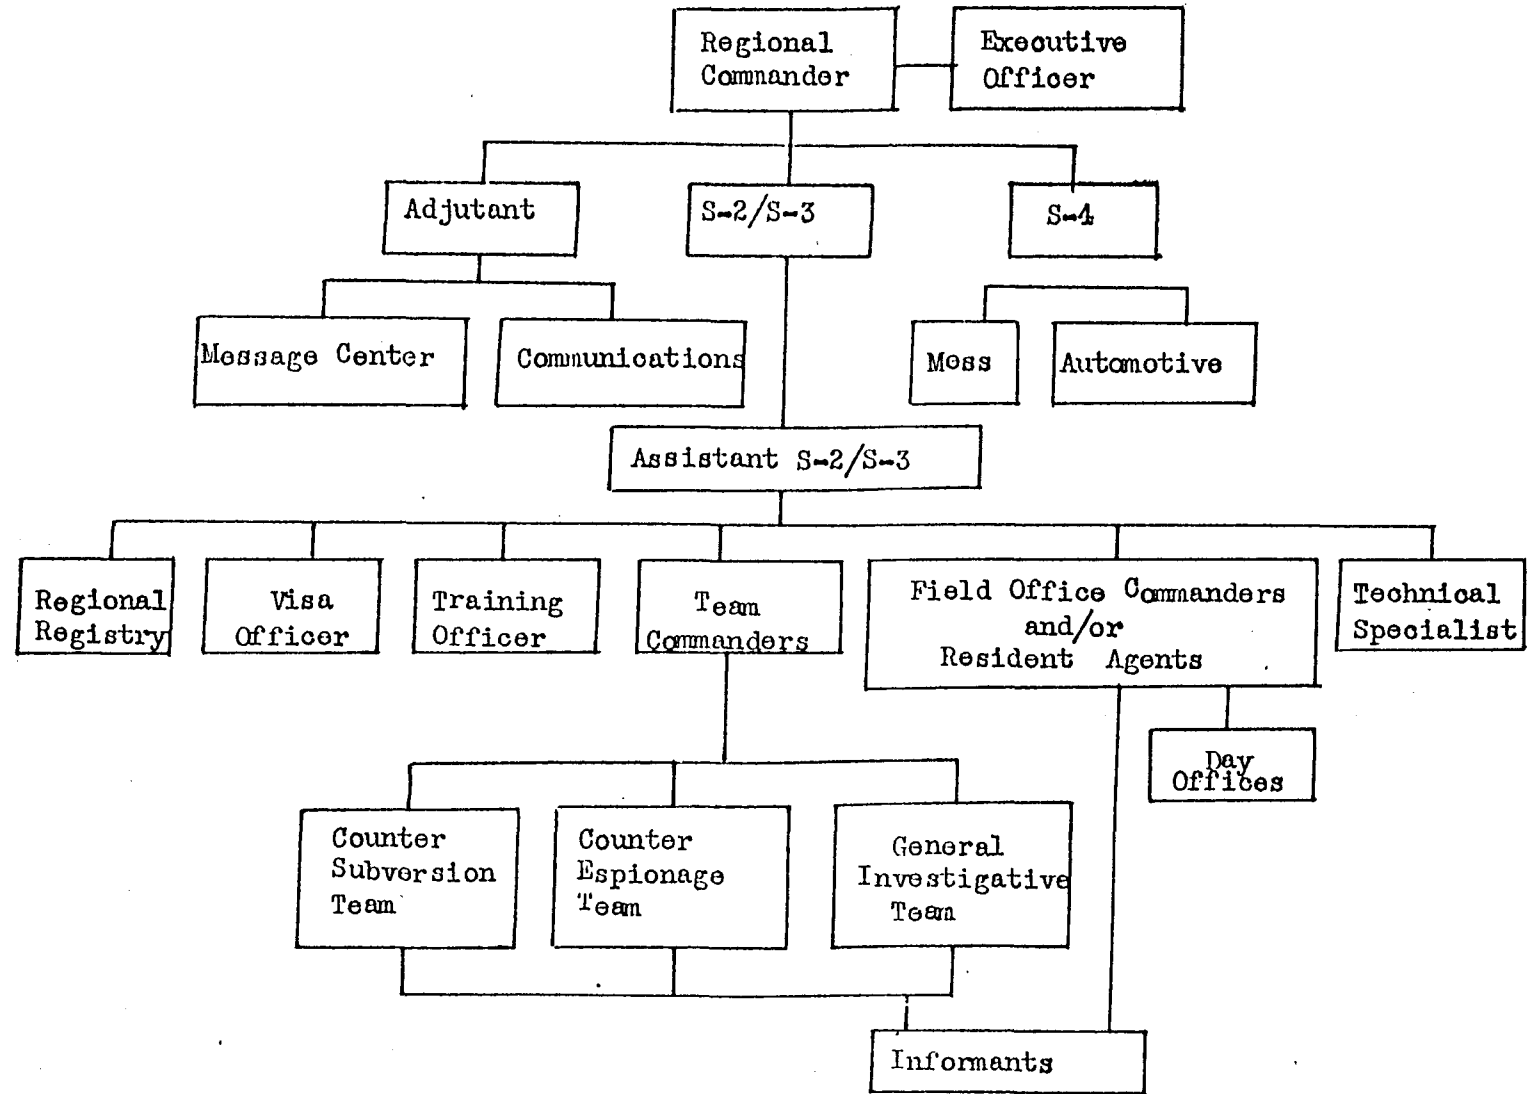 Regional
Commander
Executive
Officer
Adjutant
S-2/S-3
S-4
Message Center
Communications
Mess
Automotive
Assistant S-2/S-3
Regional
Registry
Visa
Officer
Training
Officer
Team
Commanders
Field Office Commanders
and/or
Resident Agents
Technical
Specialist
Day
Offices
Counter
Subversion
Team
Counter
Espionage
Team
General
Investigative
Team
Informants